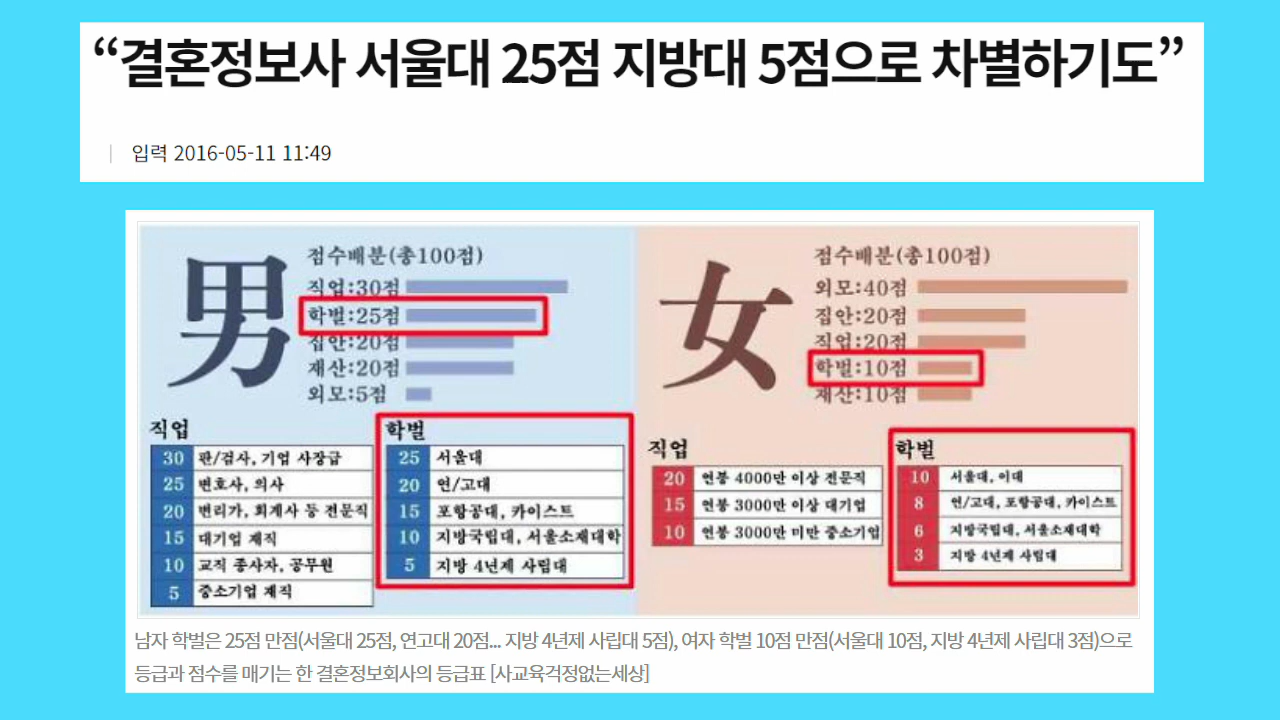 “결혼정보사 서울대 25점 지방대 5점으로 차별하기도”
입력 2016-05-11 11:49
男
점수배분(총100점)
직업:30점
학벌:25점
집안:20점
재산:20점
외모:5점
직업
30 판/검사, 기업 사장급
25 변호사, 의사
20 변리가, 회계사 등 전문직
15 대기업 재직
10 교직 종사자, 공무원
5 중소기업 재직
학벌
25 서울대
20 연/고대
15 포항공대, 카이스트
10 지방국립대, 서울소재대학
5 지방 4년제 사립대
女
점수배분(총100점)
외모:40점
집안:20점
직업:20점
학벌:10점
재산:10점
직업
20 연봉 4000만 이상 전문직
15 연봉 3000만 이상 대기업
10 연봉 3000만 미만 중소기업
학벌
10 서울대, 이대
8 연/고대, 포항공대, 카이스트
6 지방국립대, 서울소재대학
3 지방 4년제 사립대
남자 학벌은 25점 만점(서울대 25점, 연고대 20점... 지방 4년제 사립대 5점), 여자 학벌 10점 만점(서울대 10점, 지방 4년제 사립대 3점)으로
등급과 점수를 매기는 한 결혼정보회사의 등급표 [사교육걱정없는세상]